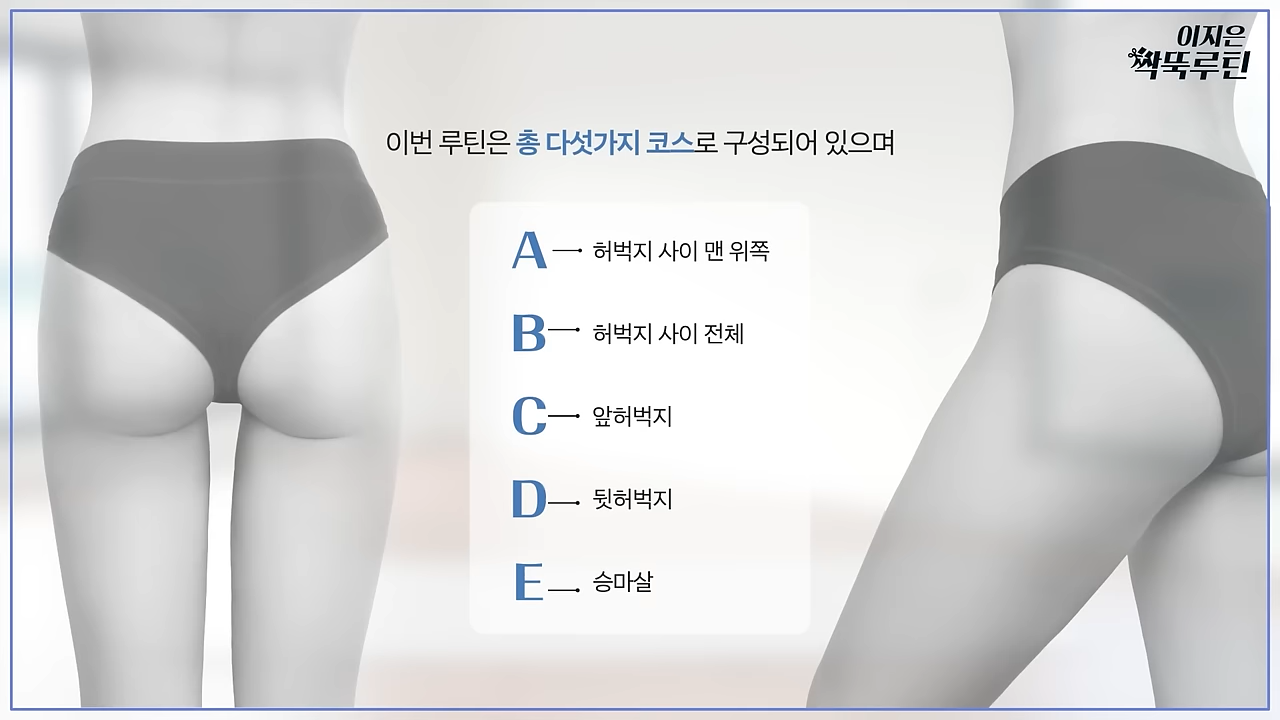 이지은
싹뚝루틴
이번 루틴은 총 다섯가지 코스로 구성되어 있으며
A 허벅지 사이 맨 위쪽
B 허벅지 사이 전체
C 앞허벅지
D 뒷허벅지
E 승마살